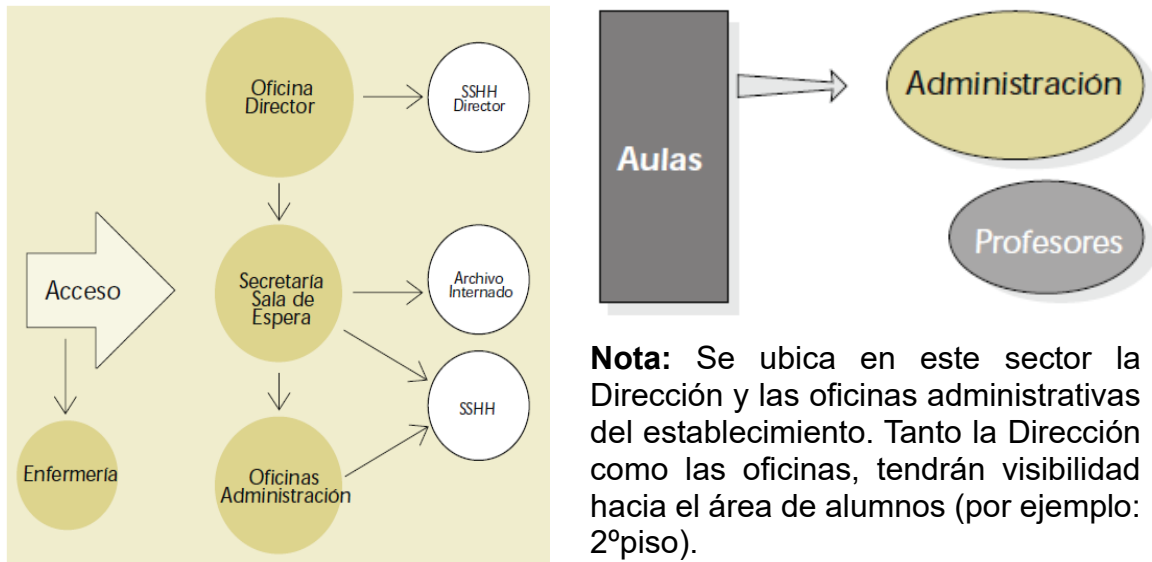 Oficina
Director
SSHH
Director
Acceso
Secretaría
Sala de
Espera
Archivo
Internado
SSHH
Enfermería
Oficinas
Administración
Aulas
Administración
Profesores
Nota: Se ubica en este sector la
Dirección y las oficinas administrativas
del establecimiento. Tanto la Dirección
como las oficinas, tendrán visibilidad
hacia el área de alumnos (por ejemplo:
2ºpiso).